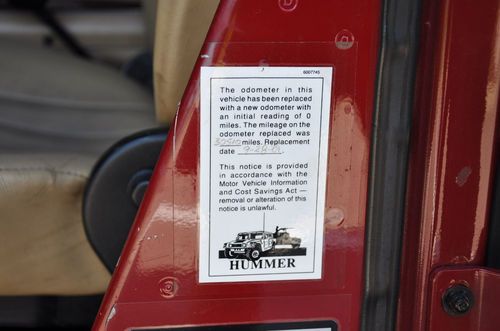 6007745
The odometer in this
vehicle has been replaced
with a new odometer with
an initial reading of 0
miles. The mileage on the
odometer replaced was
miles. Replacement
date
This notice is provided
in accordance with the
Motor Vehicle Information
and Cost Savings Act —
removal or alteration of this
notice is unlawful.
HUMMER